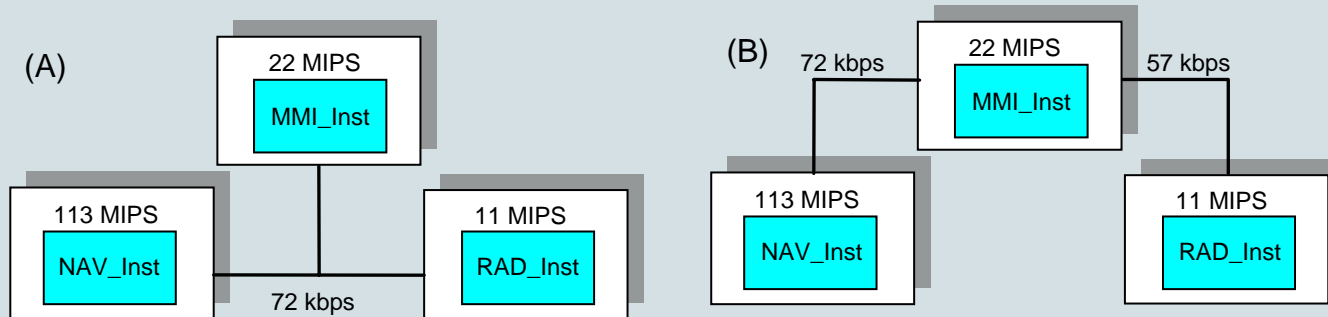 (A)
22 MIPS
MMI_Inst
113 MIPS
NAV_Inst
11 MIPS
RAD_Inst
72 kbps
(B)
72 kbps
22 MIPS
MMI_Inst
57 kbps
113 MIPS
NAV_Inst
11 MIPS
RAD_Inst